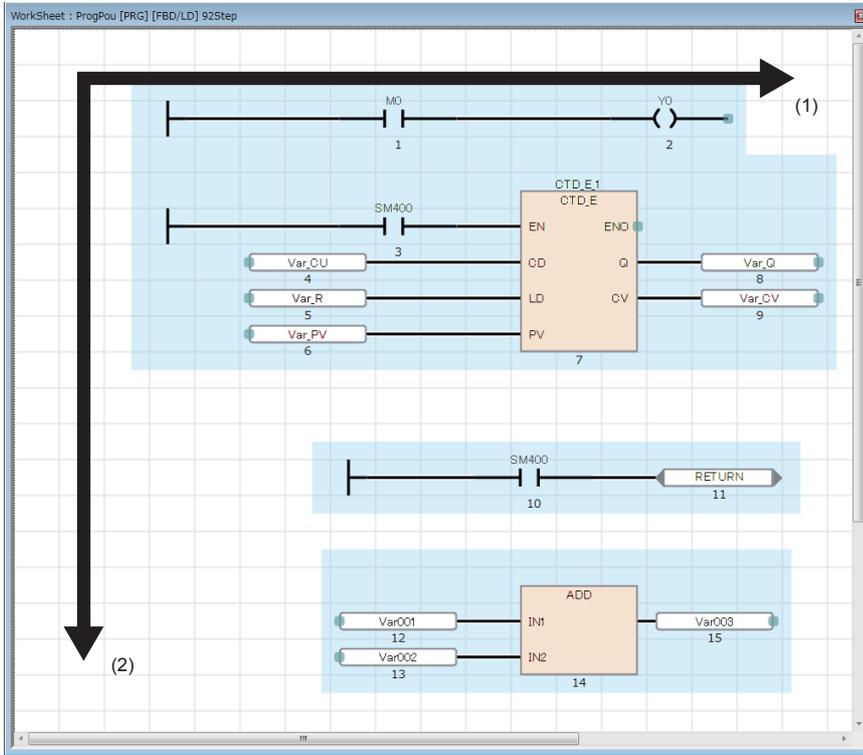 WorkSheet : ProgPou [PRG] [FBD/LD] 92Step
(1)
M0
Y0
1
2
CTD_E_1
CTD_E
SM400
EN
ENO
3
Var_CU
CD
Q
Var_Q
4
8
Var_R
LD
CV
Var_CV
5
9
Var_PV
PV
6
7
SM400
RETURN
10
11
ADD
Var001
IN1
Var003
12
15
Var002
IN2
13
14
(2)